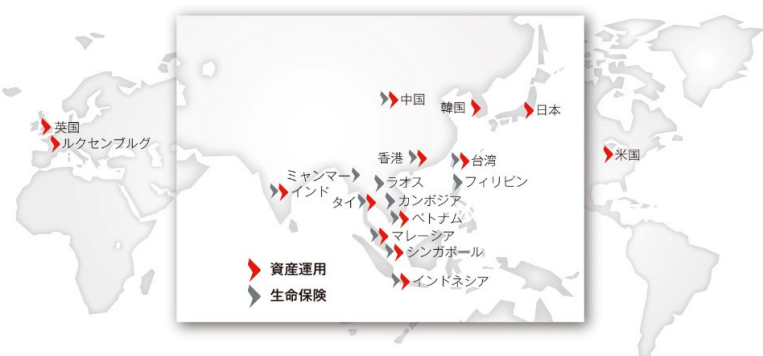 中国
韓国
日本
英国
ルクセンブルグ
香港
台湾
米国
ミャンマー
ラオス
フィリピン
インド
タイ
カンボジア
ベトナム
マレーシア
シンガポール
資産運用
インドネシア
生命保険